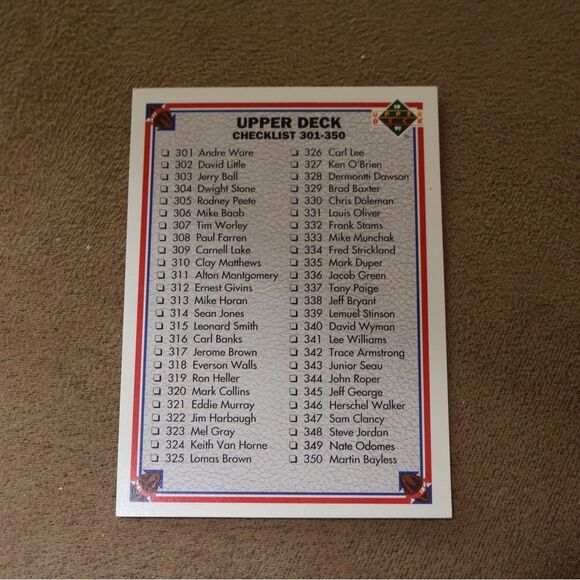 UPPER DECK
CHECKLIST 301-350
19 UPPER DECK 91
❏ 301 Andre Ware
❏ 302 David Little
❏ 303 Jerry Ball
❏ 304 Dwight Stone
❏ 305 Rodney Peete
❏ 306 Mike Baab
❏ 307 Tim Worley
❏ 308 Paul Farren
❏ 309 Carnell Lake
❏ 310 Clay Matthews
❏ 311 Alton Montgomery
❏ 312 Ernest Givins
❏ 313 Mike Horan
❏ 314 Sean Jones
❏ 315 Leonard Smith
❏ 316 Carl Banks
❏ 317 Jerome Brown
❏ 318 Everson Walls
❏ 319 Ron Heller
❏ 320 Mark Collins
❏ 321 Eddie Murray
❏ 322 Jim Harbaugh
❏ 323 Mel Gray
❏ 324 Keith Van Horne
❏ 325 Lomas Brown
❏ 326 Carl Lee
❏ 327 Ken O'Brien
❏ 328 Dermontti Dawson
❏ 329 Brad Baxter
❏ 330 Chris Doleman
❏ 331 Louis Oliver
❏ 332 Frank Stams
❏ 333 Mike Munchak
❏ 334 Fred Strickland
❏ 335 Mark Duper
❏ 336 Jacob Green
❏ 337 Tony Paige
❏ 338 Jeff Bryant
❏ 339 Lemuel Stinson
❏ 340 David Wyman
❏ 341 Lee Williams
❏ 342 Trace Armstrong
❏ 343 Junior Seau
❏ 344 John Roper
❏ 345 Jeff George
❏ 346 Herschel Walker
❏ 347 Sam Clancy
❏ 348 Steve Jordan
❏ 349 Nate Odomes
❏ 350 Martin Bayless